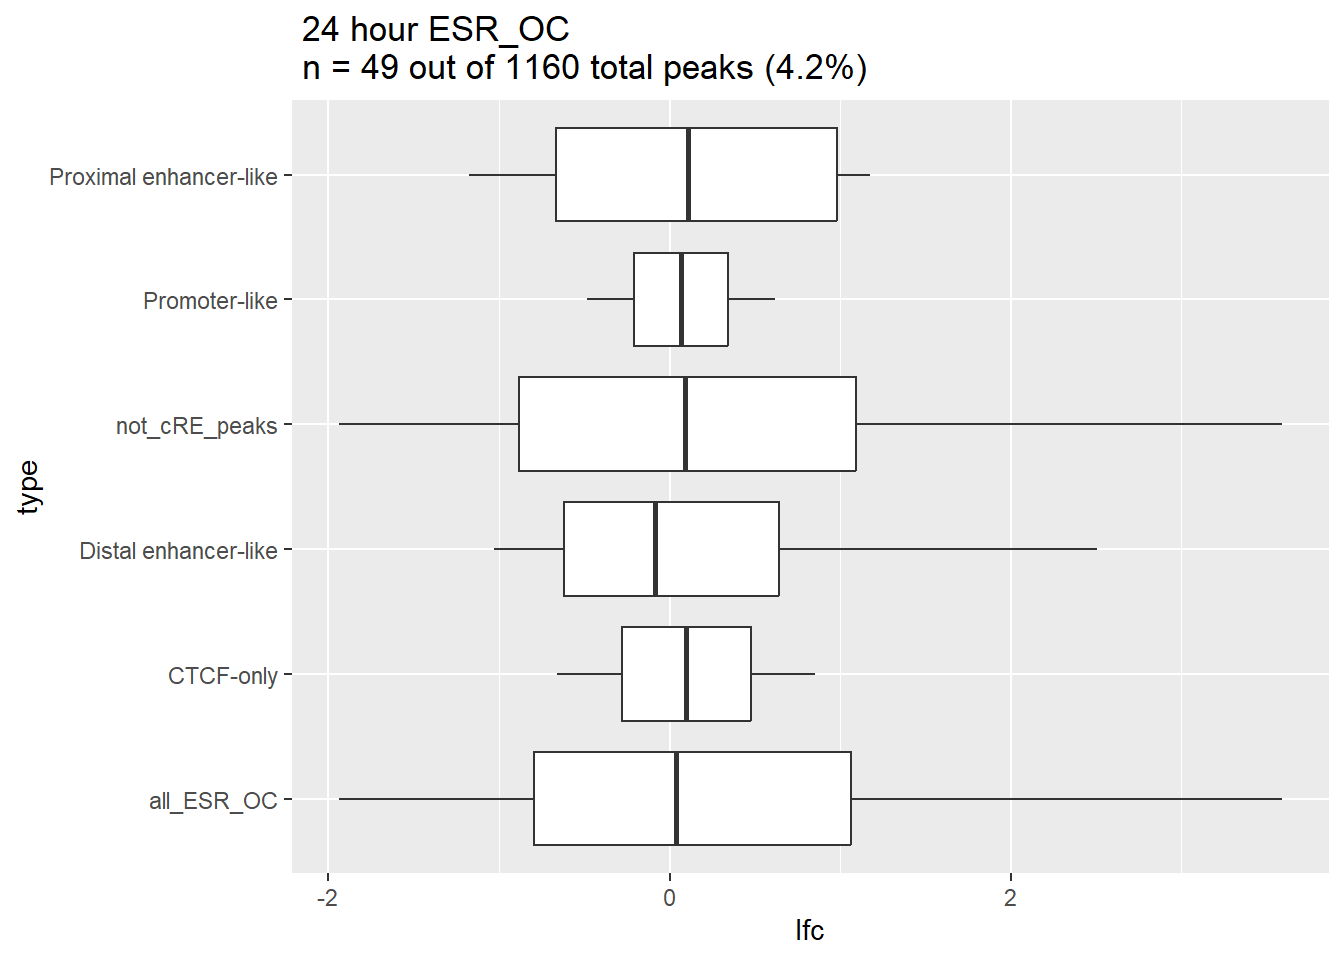 24 hour ESR_OC
n = 49 out of 1160 total peaks (4.2%)
Proximal enhancer-like
Promoter-like
not_cRE_peaks
Distal enhancer-like
CTCF-only
all_ESR_OC
type
-2
0
2
lfc